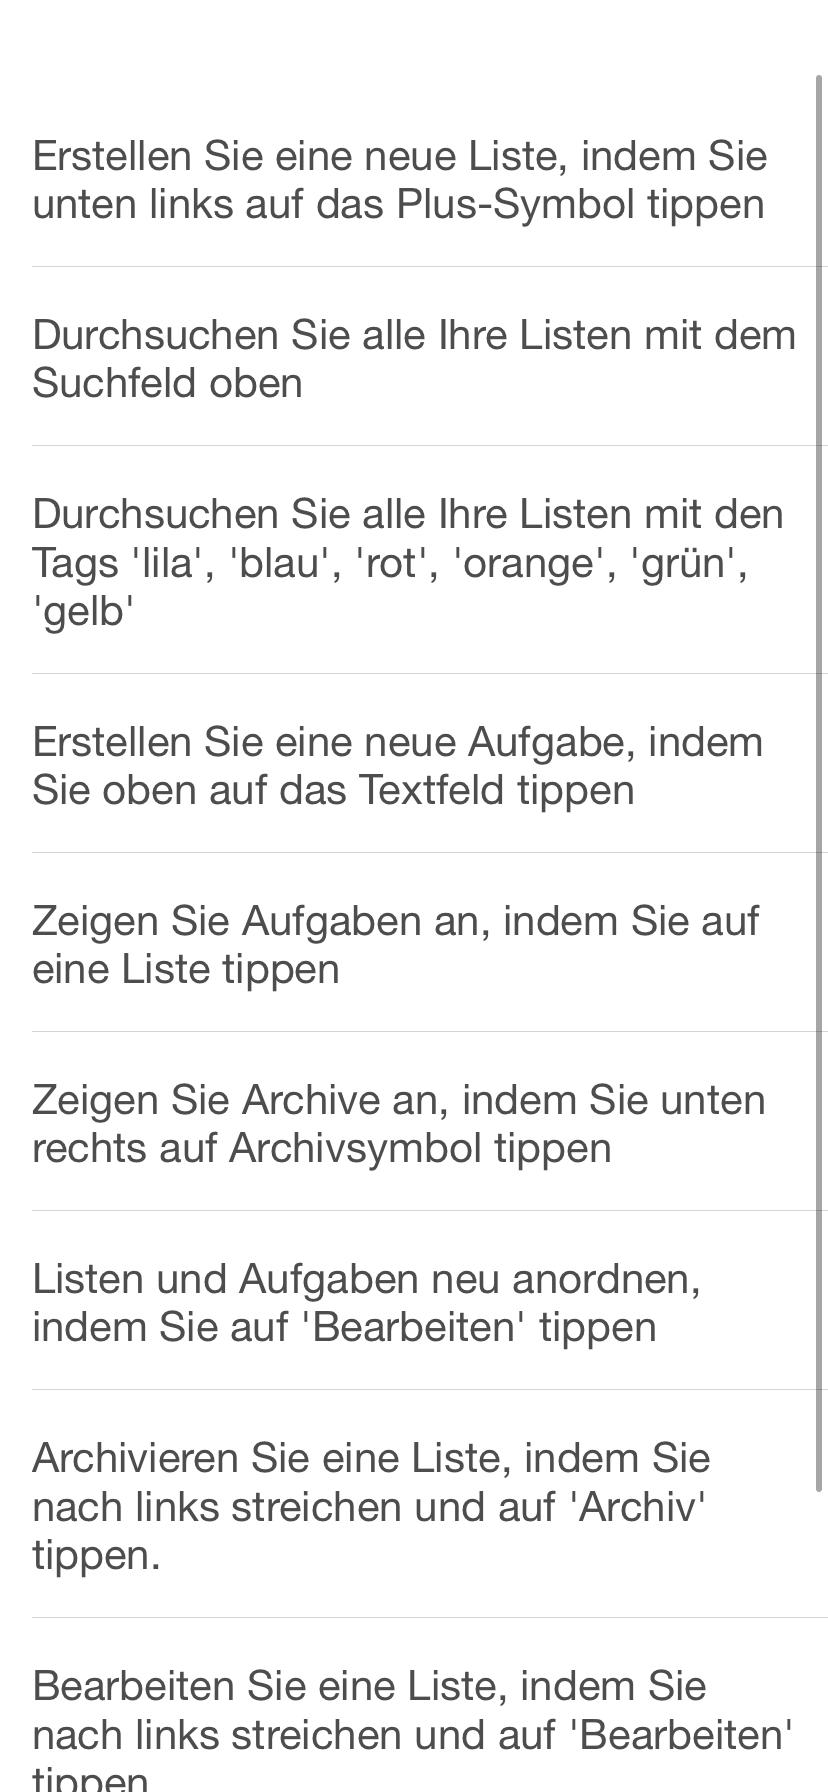 Erstellen Sie eine neue Liste, indem Sie
unten links auf das Plus-Symbol tippen
Durchsuchen Sie alle Ihre Listen mit dem
Suchfeld oben
Durchsuchen Sie alle Ihre Listen mit den
Tags 'lila', 'blau', 'rot', 'orange', 'grün',
'gelb'
Erstellen Sie eine neue Aufgabe, indem
Sie oben auf das Textfeld tippen
Zeigen Sie Aufgaben an, indem Sie auf
eine Liste tippen
Zeigen Sie Archive an, indem Sie unten
rechts auf Archivsymbol tippen
Listen und Aufgaben neu anordnen,
indem Sie auf 'Bearbeiten' tippen
Archivieren Sie eine Liste, indem Sie
nach links streichen und auf 'Archiv'
tippen.
Bearbeiten Sie eine Liste, indem Sie
nach links streichen und auf 'Bearbeiten'
tippen